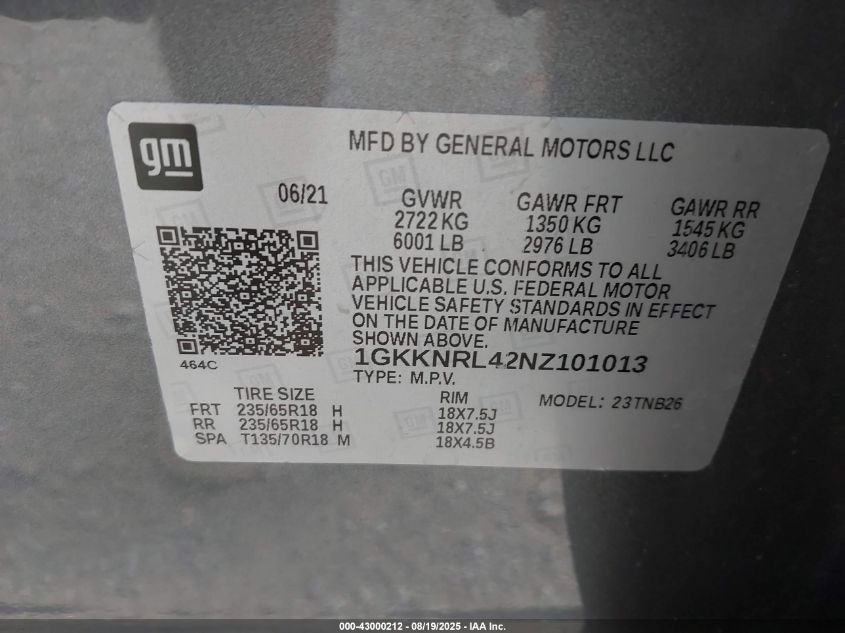 gm
MFD BY GENERAL MOTORS LLC
06/21
GVWR GAWR FRT GAWR RR
2722 KG 1350 KG 1545 KG
6001 LB 2976 LB 3406 LB
THIS VEHICLE CONFORMS TO ALL
APPLICABLE U.S. FEDERAL MOTOR
VEHICLE SAFETY STANDARDS IN EFFECT
ON THE DATE OF MANUFACTURE
SHOWN ABOVE.
464C
1GKKNRL42NZ101013
TYPE: M.P.V.
TIRE SIZE RIM MODEL: 23TNB26
FRT 235/65R18 H 18X7.5J
RR 235/65R18 H 18X7.5J
SPA T135/70R18 M 18X4.5B
000-43000212 - 08/19/2025 - IAA Inc.